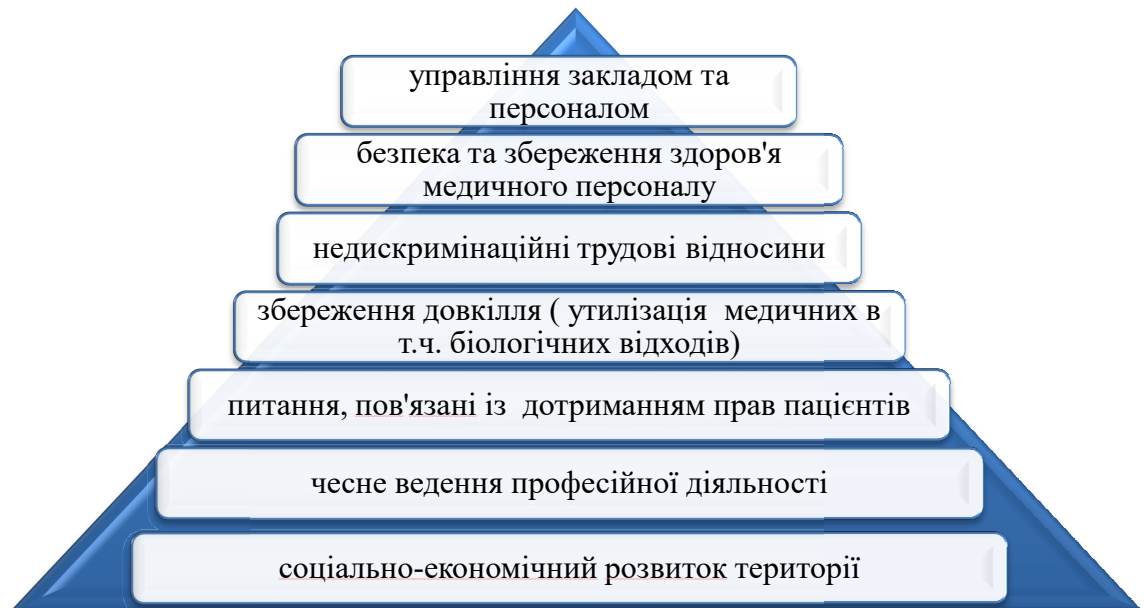 управління закладом та
персоналом
безпека та збереження здоров'я
медичного персоналу
недискримінаційні трудові відносини
збереження довкілля ( утилізація  медичних в
т.ч. біологічних відходів)
питання, пов'язані із  дотриманням прав пацієнтів
чесне ведення професійної діяльності
соціально-економічний розвиток території